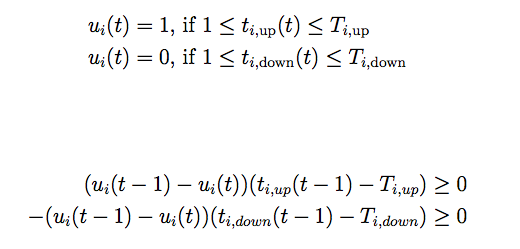 u_i(t) = 1, if 1 ≤ t_{i,up}(t) ≤ T_{i,up}
u_i(t) = 0, if 1 ≤ t_{i,down}(t) ≤ T_{i,down}
(u_i(t − 1) − u_i(t))(t_{i,up}(t − 1) − T_{i,up}) ≥ 0
−(u_i(t − 1) − u_i(t))(t_{i,down}(t − 1) − T_{i,down}) ≥ 0